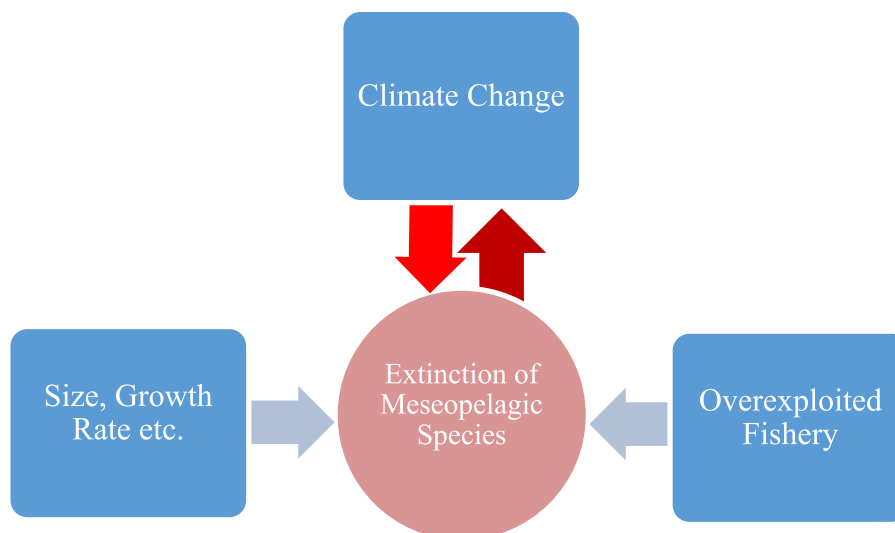 Climate Change
Size, Growth
Rate etc.
Extinction of
Meseopelagic
Species
Overexploited
Fishery